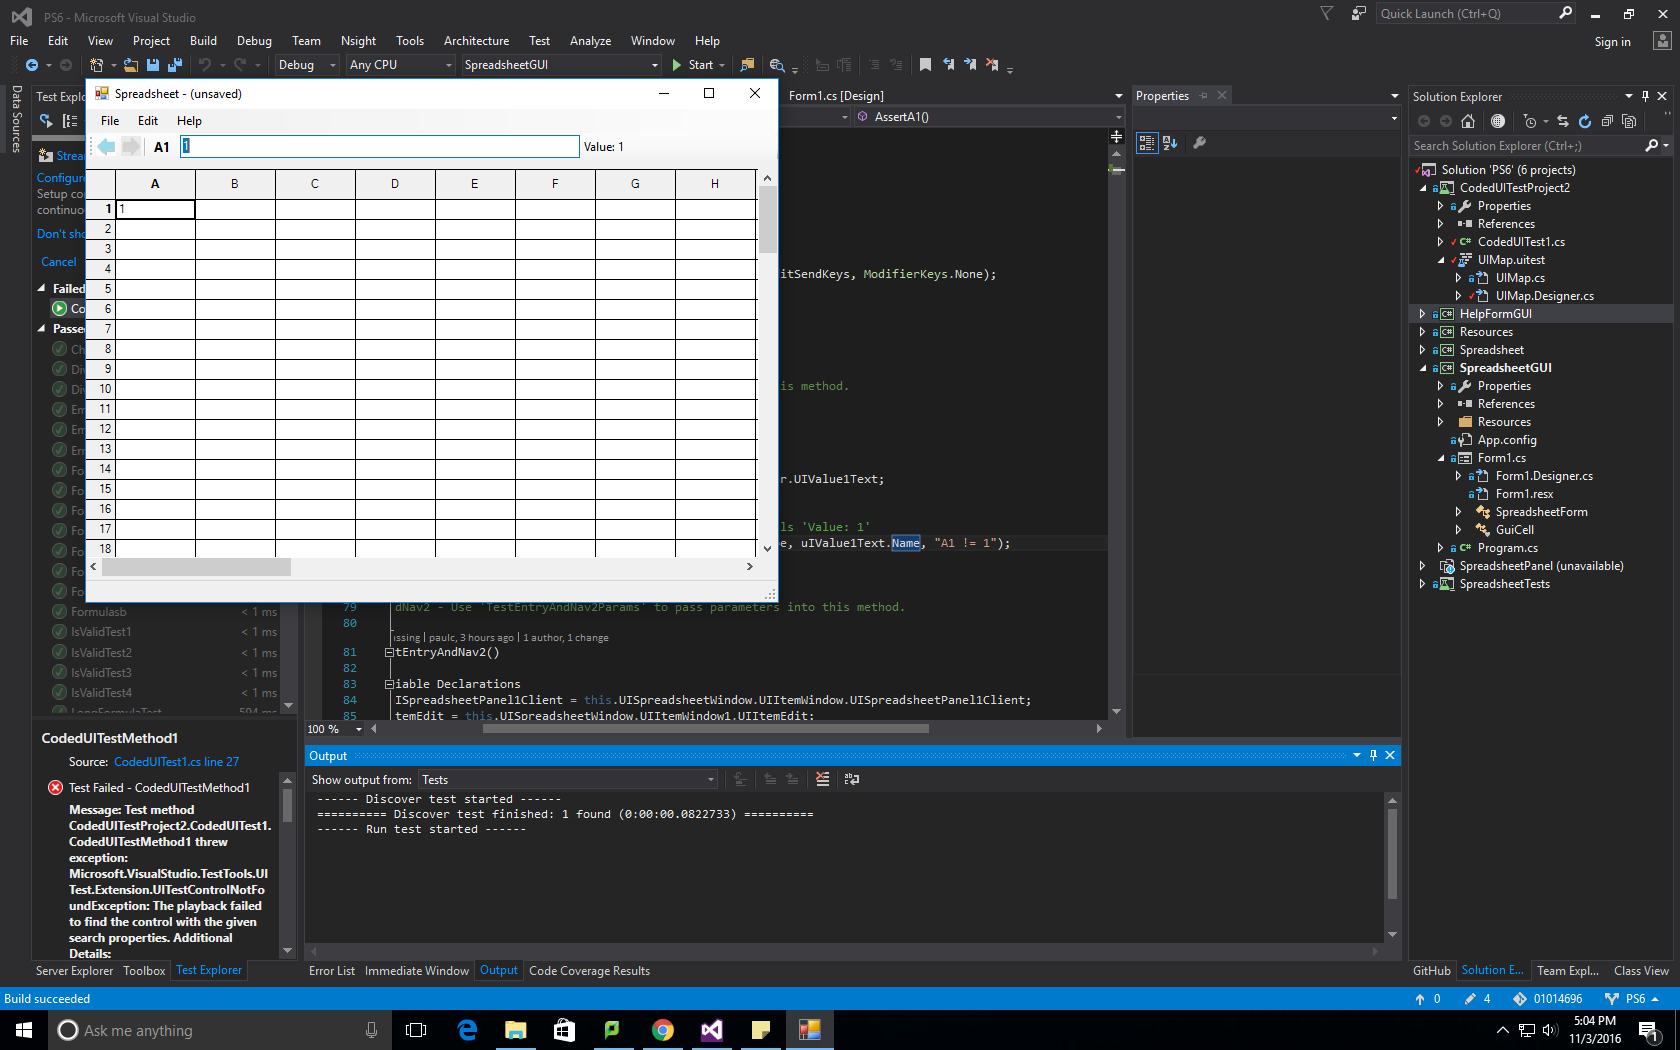 PS6 - Microsoft Visual Studio
Quick Launch (Ctrl+Q)
File Edit View Project Build Debug Team Nsight Tools Architecture Test Analyze Window Help
Sign in
Debug Any CPU SpreadsheetGUI Start
Data Sources
Test Explo
Strea
Configure
Setup co
continuo
Don't sh
Cancel
Failed
Co
Passe
Ch
Div
Div
Em
Em
Err
Fo
Fo
Fo
Fo
Fo
Fo
Fo
Formulasb < 1 ms
IsValidTest1 < 1 ms
IsValidTest2 < 1 ms
IsValidTest3 < 1 ms
IsValidTest4 < 1 ms
LongFormulaTest 594 ms
CodedUITestMethod1
Source: CodedUITest1.cs line 27
Test Failed - CodedUITestMethod1
Message: Test method
CodedUITestProject2.CodedUITest1.
CodedUITestMethod1 threw
exception:
Microsoft.VisualStudio.TestTools.UI
Test.Extension.UITestControlNotFo
undException: The playback failed
to find the control with the given
search properties. Additional
Details:
Server Explorer Toolbox Test Explorer
Spreadsheet - (unsaved)
File Edit Help
A1 1 Value: 1
A B C D E F G H
1 1
2
3
4
5
6
7
8
9
10
11
12
13
14
15
16
17
18
Form1.cs [Design]
AssertA1()
itSendKeys, ModifierKeys.None);
is method.
r.UIValue1Text;
ls 'Value: 1'
e, uIValue1Text.Name, "A1 != 1");
79 dNav2 - Use 'TestEntryAndNav2Params' to pass parameters into this method.
80
issing | paulc, 3 hours ago | 1 author, 1 change
81 tEntryAndNav2()
82
83 iable Declarations
84 ISpreadsheetPanel1Client = this.UISpreadsheetWindow.UIItemWindow.UISpreadsheetPanel1Client;
85 temEdit = this.UISpreadsheetWindow.UIItemWindow1.UIItemEdit;
100 %
Output
Show output from: Tests
------ Discover test started ------
========== Discover test finished: 1 found (0:00:00.0822733) ==========
------ Run test started ------
Error List Immediate Window Output Code Coverage Results
Properties
Solution Explorer
Search Solution Explorer (Ctrl+;)
Solution 'PS6' (6 projects)
CodedUITestProject2
Properties
References
C# CodedUITest1.cs
UIMap.uitest
UIMap.cs
UIMap.Designer.cs
C# HelpFormGUI
C# Resources
C# Spreadsheet
C# SpreadsheetGUI
Properties
References
Resources
App.config
Form1.cs
Form1.Designer.cs
Form1.resx
SpreadsheetForm
GuiCell
C# Program.cs
SpreadsheetPanel (unavailable)
SpreadsheetTests
GitHub Solution E... Team Expl... Class View
Build succeeded
0 4 01014696 PS6
Ask me anything
5:04 PM
11/3/2016
1